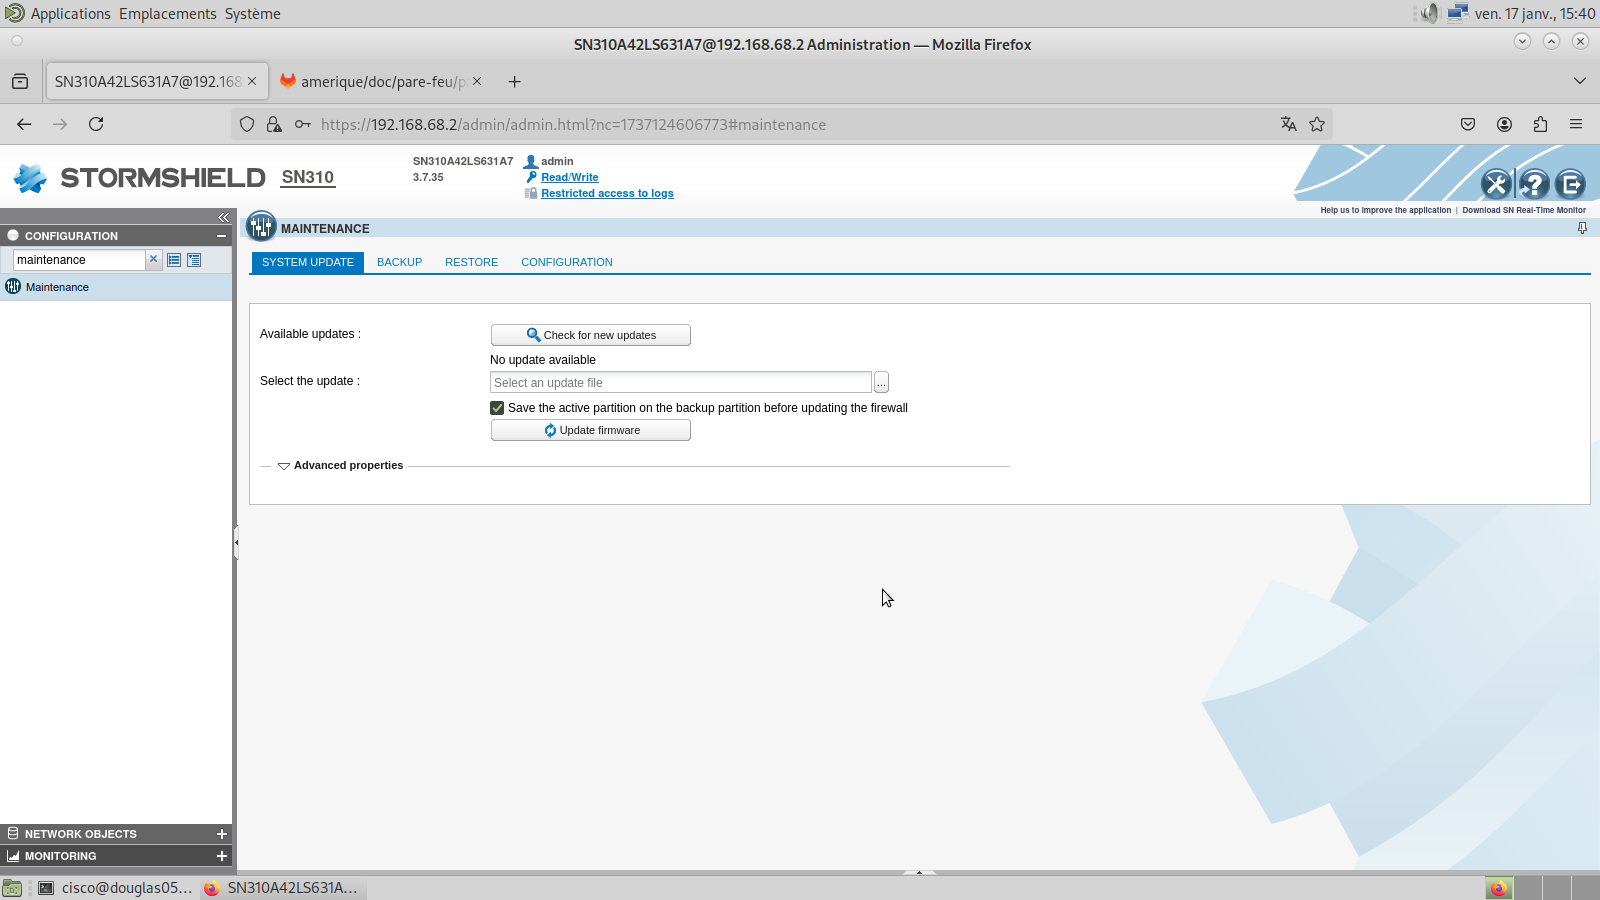 Applications Emplacements Système
ven. 17 janv., 15:40
SN310A42LS631A7@192.168.68.2 Administration — Mozilla Firefox
SN310A42LS631A7@192.168
amerique/doc/pare-feu/p
https://192.168.68.2/admin/admin.html?nc=1737124606773#maintenance
STORMSHIELD SN310
SN310A42LS631A7
3.7.35
admin
Read/Write
Restricted access to logs
Help us to improve the application | Download SN Real-Time Monitor
CONFIGURATION
maintenance
Maintenance
MAINTENANCE
SYSTEM UPDATE BACKUP RESTORE CONFIGURATION
Available updates :
Check for new updates
No update available
Select the update :
Select an update file
...
Save the active partition on the backup partition before updating the firewall
Update firmware
Advanced properties
NETWORK OBJECTS
MONITORING
cisco@douglas05...
SN310A42LS631A...